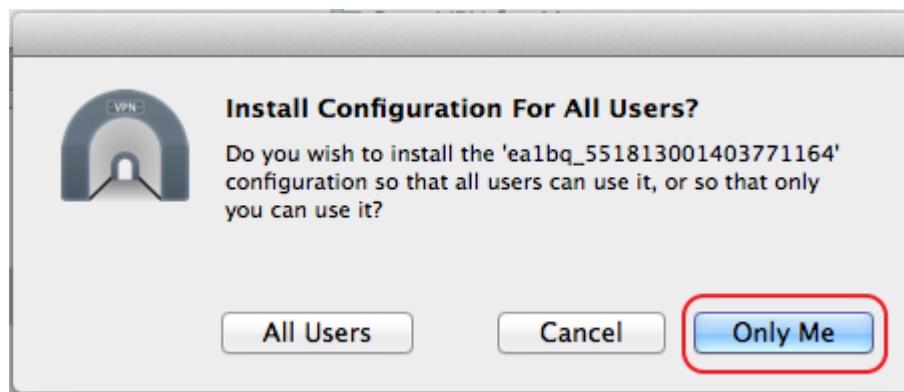 VPN
Install Configuration For All Users?
Do you wish to install the 'ea1bq_551813001403771164'
configuration so that all users can use it, or so that only
you can use it?
All Users
Cancel
Only Me